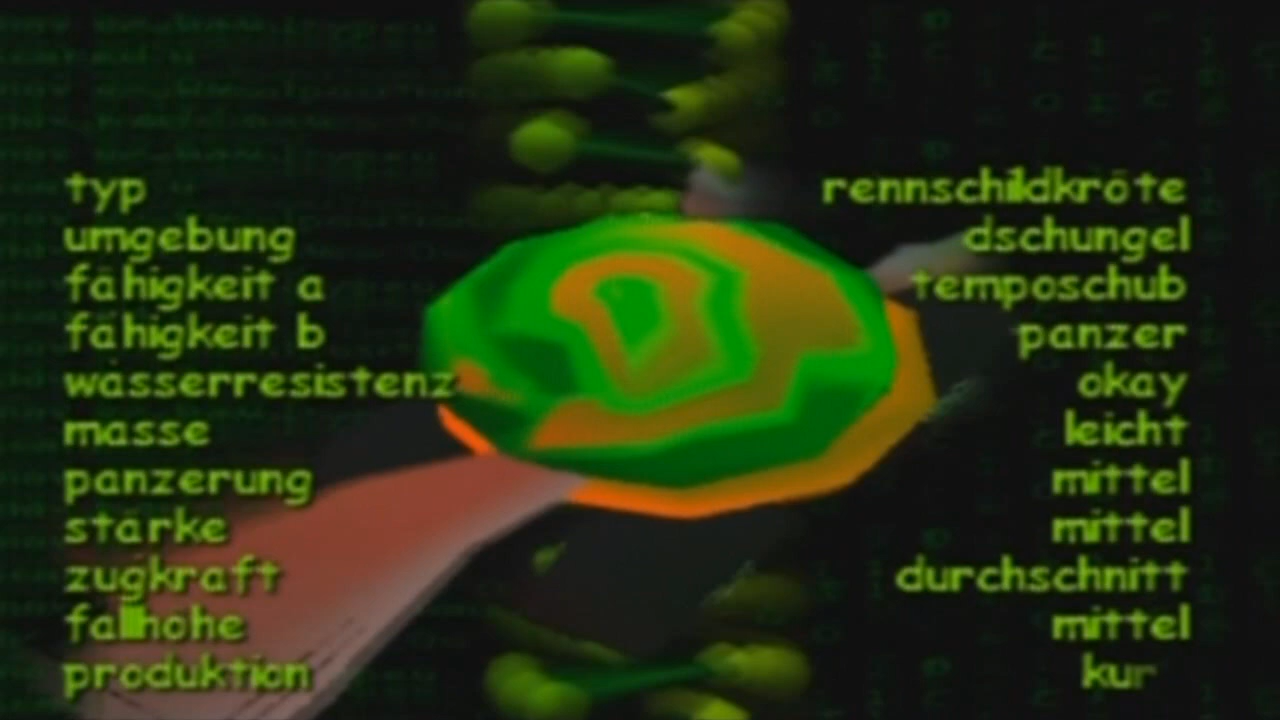 typ rennschildkröte
umgebung dschungel
fähigkeit a temposchub
fähigkeit b panzer
wasserresistenz okay
masse leicht
panzerung mittel
stärke mittel
zugkraft durchschnitt
fallhöhe mittel
produktion kur